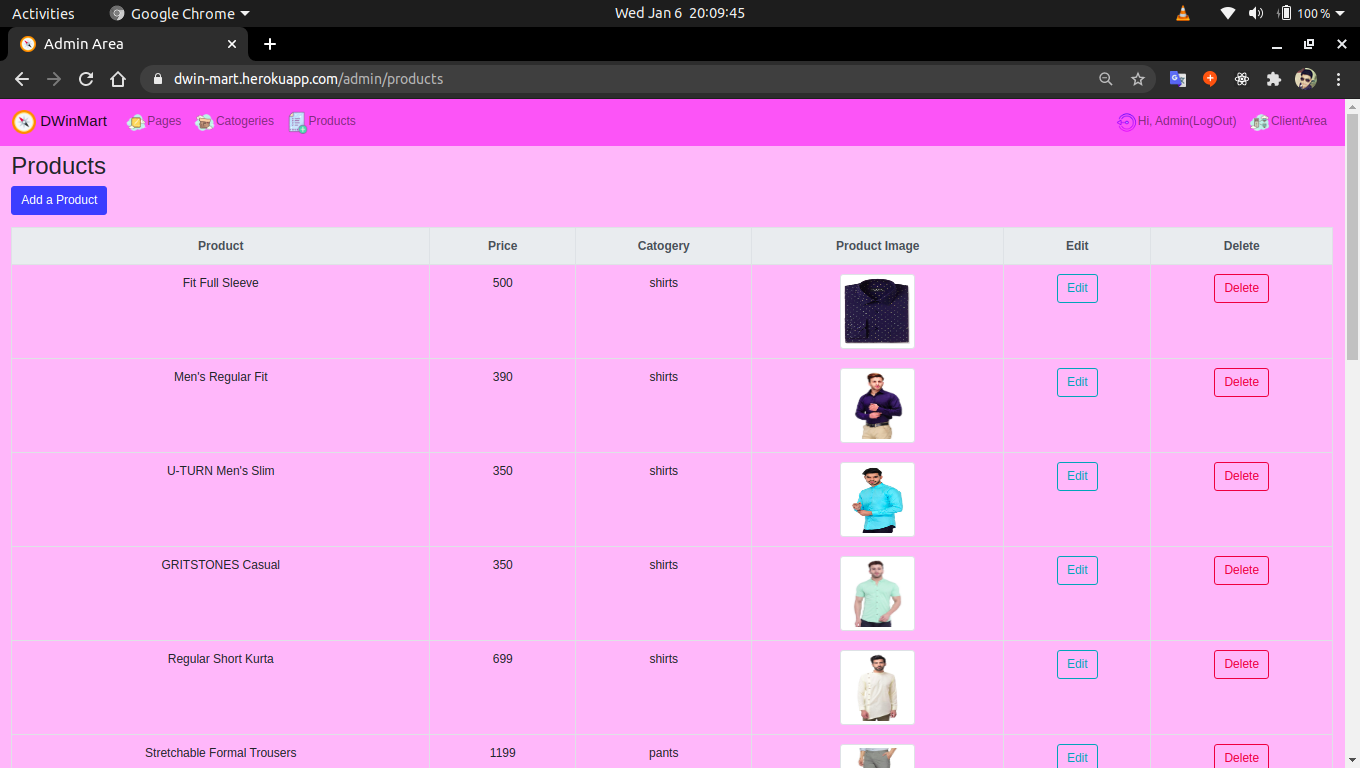 Activities Google Chrome Wed Jan 6 20:09:45 100 %
Admin Area
dwin-mart.herokuapp.com/admin/products
DWinMart Pages Catogeries Products Hi, Admin(LogOut) ClientArea
Products
Add a Product
Product Price Catogery Product Image Edit Delete
Fit Full Sleeve 500 shirts Edit Delete
Men's Regular Fit 390 shirts Edit Delete
U-TURN Men's Slim 350 shirts Edit Delete
GRITSTONES Casual 350 shirts Edit Delete
Regular Short Kurta 699 shirts Edit Delete
Stretchable Formal Trousers 1199 pants Edit Delete